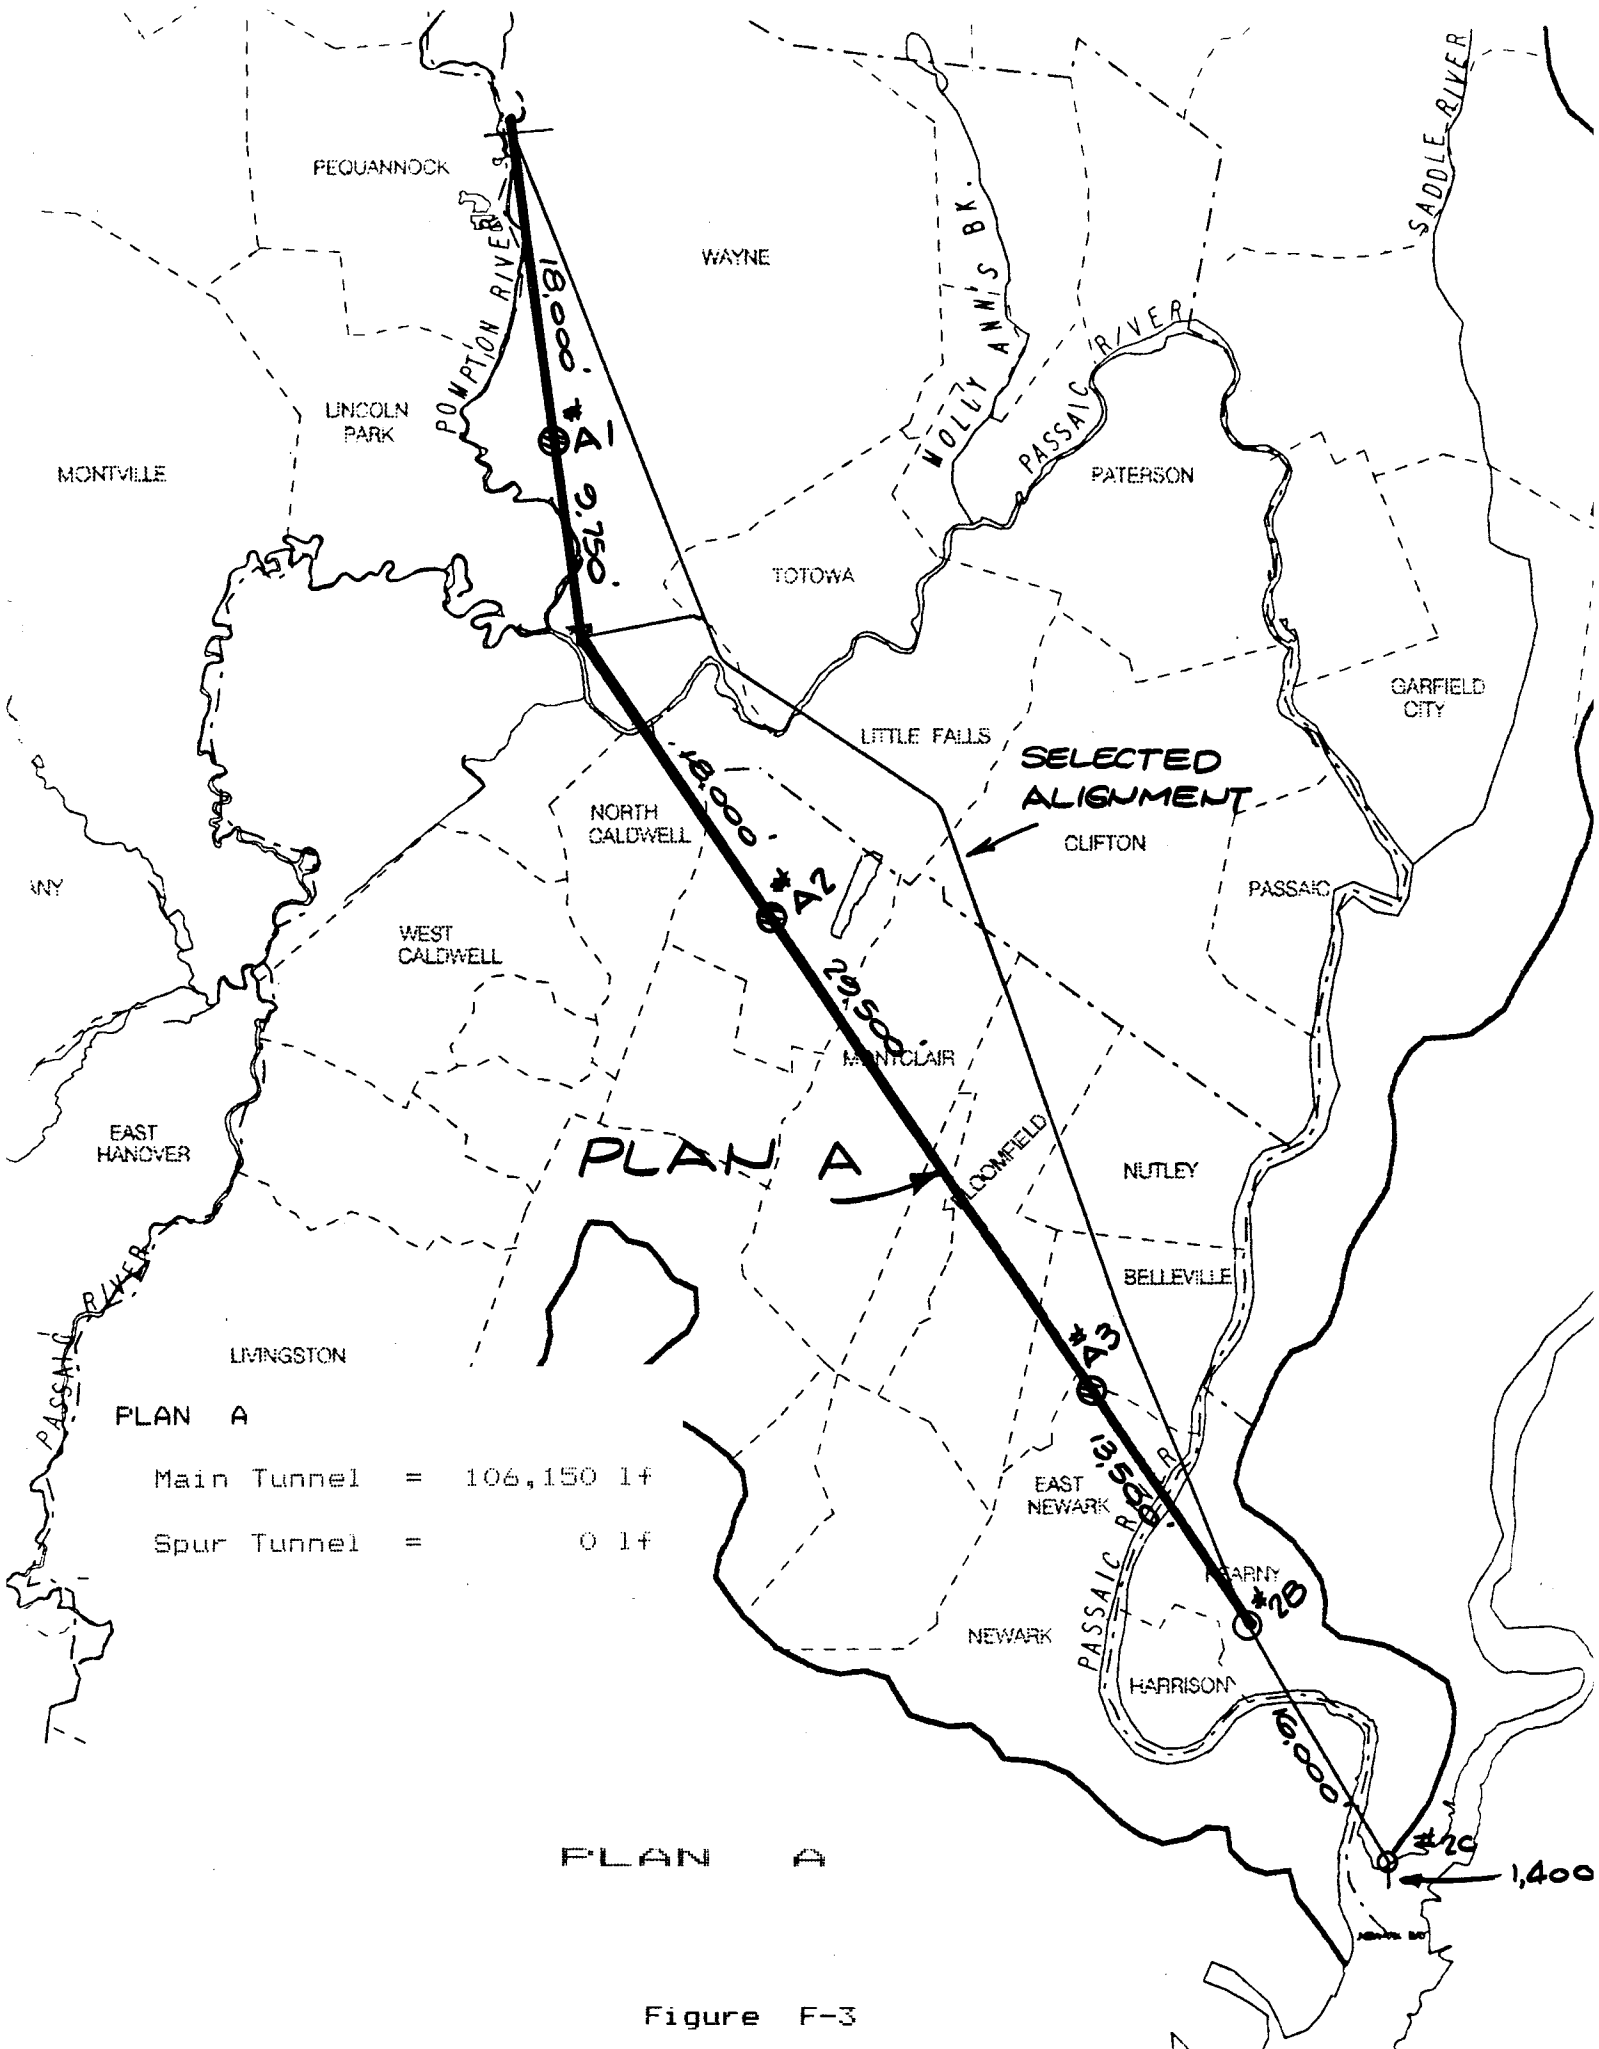 SADDLE RIVER
PEQUANNOCK
WAYNE
MOLLY ANN'S BK.
POMPTON RIVER
18,000'
PASSAIC RIVER
LINCOLN
PARK
#A1
MONTVILLE
PATERSON
9,750'
TOTOWA
GARFIELD
CITY
LITTLE FALLS
SELECTED
ALIGNMENT
18,000'
NORTH
CALDWELL
CLIFTON
#A2
PASSAIC
WEST
CALDWELL
29,500'
MONTCLAIR
EAST
HANOVER
PLAN A
BLOOMFIELD
NUTLEY
BELLEVILLE
PASSAIC RIVER
LIVINGSTON
#A3
PLAN A
Main Tunnel = 106,150 lf
13,500'
EAST
NEWARK
Spur Tunnel = 0 lf
PASSAIC R
KEARNY
#2B
NEWARK
HARRISON
16,000'
#2C
PLAN A
1,400
Figure F-3